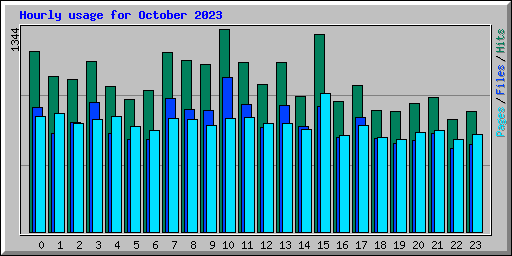 Hourly usage for October 2023
1344
Pages/Files/Hits
0 1 2 3 4 5 6 7 8 9 10 11 12 13 14 15 16 17 18 19 20 21 22 23